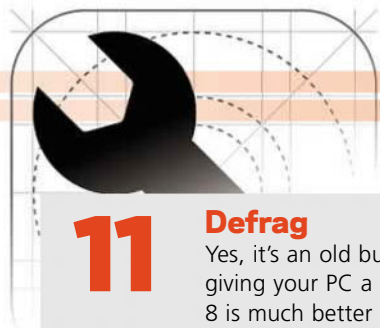 11
Defrag
Yes, it's an old bu
giving your PC a
8 is much better